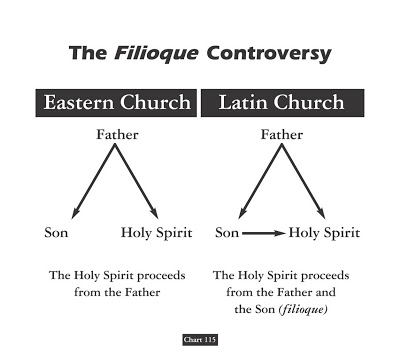 The Filioque Controversy
Eastern Church
Father
Son Holy Spirit
The Holy Spirit proceeds
from the Father
Latin Church
Father
Son Holy Spirit
The Holy Spirit proceeds
from the Father and
the Son (filioque)
Chart 115